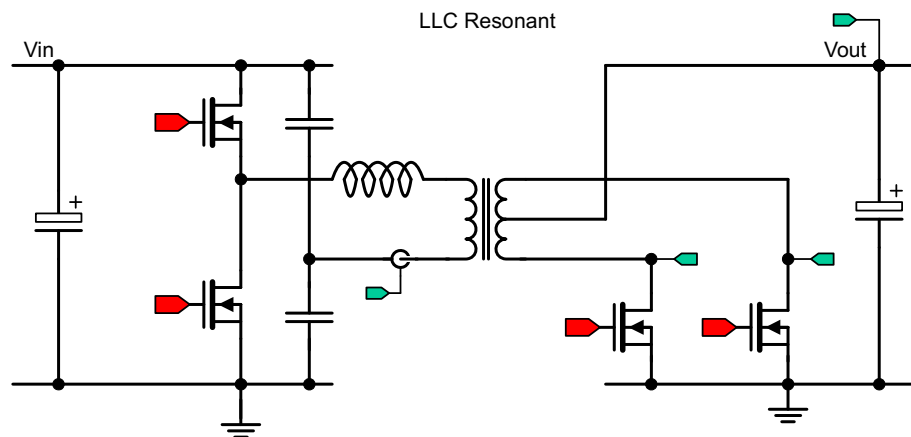 LLC Resonant
Vin
Vout
+
+